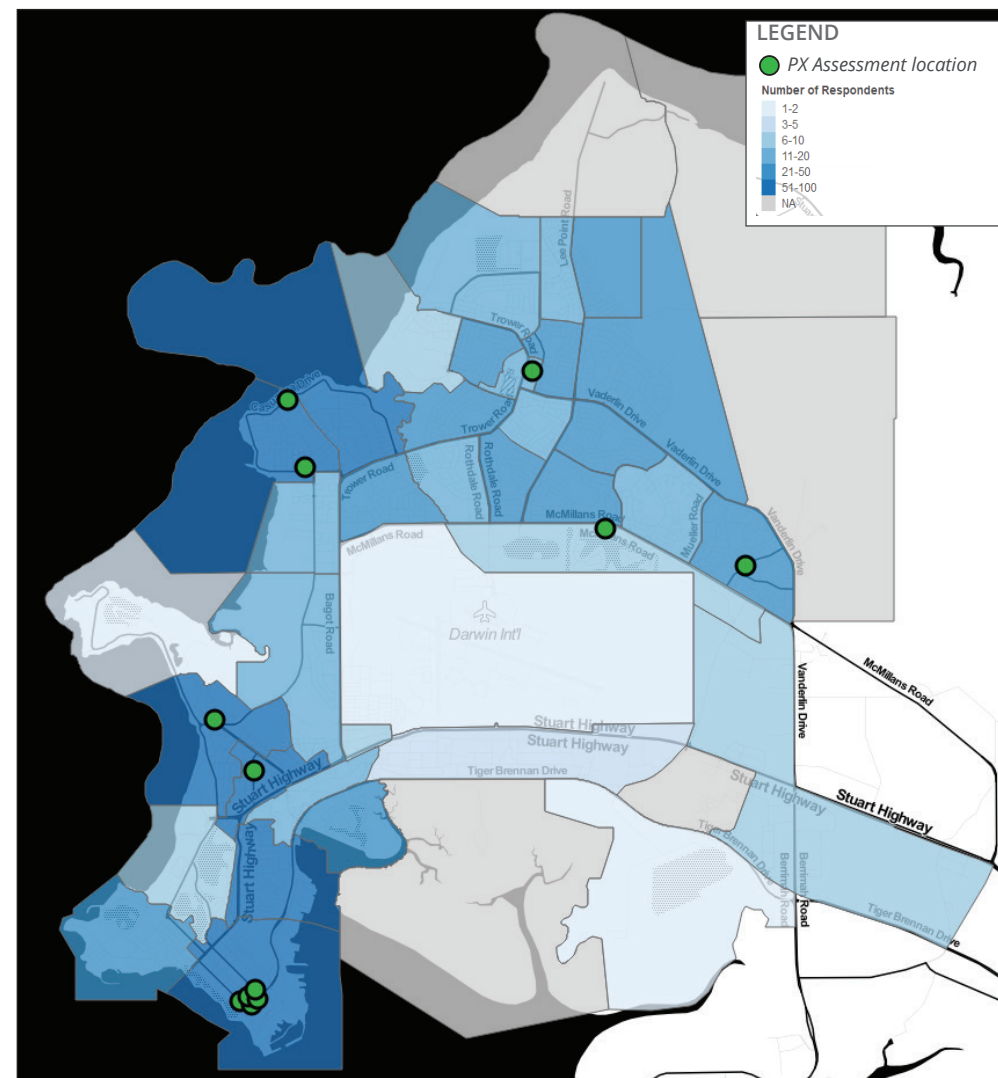 LEGEND
PX Assessment location
Number of Respondents
1-2
3-5
6-10
11-20
21-50
51-100
NA
Lee Point Road
Trower Road
Casuarina Drive
Vaderlin Drive
Trower Road
Vaderlin Drive
Trower Road
Rothdale Road
Rothdale Road
McMillans Road
McMillans Road
McMillans Road
Mueller Road
Vanderlin Drive
Bagot Road
Darwin Int'l
Vanderlin Drive
McMillans Road
Stuart Highway
Stuart Highway
Stuart Highway
Tiger Brennan Drive
Stuart Highway
Stuart Highway
Stuart Highway
Tiger Brennan Drive
Berrimah Road
Berrimah Road
Tiger Brennan Drive